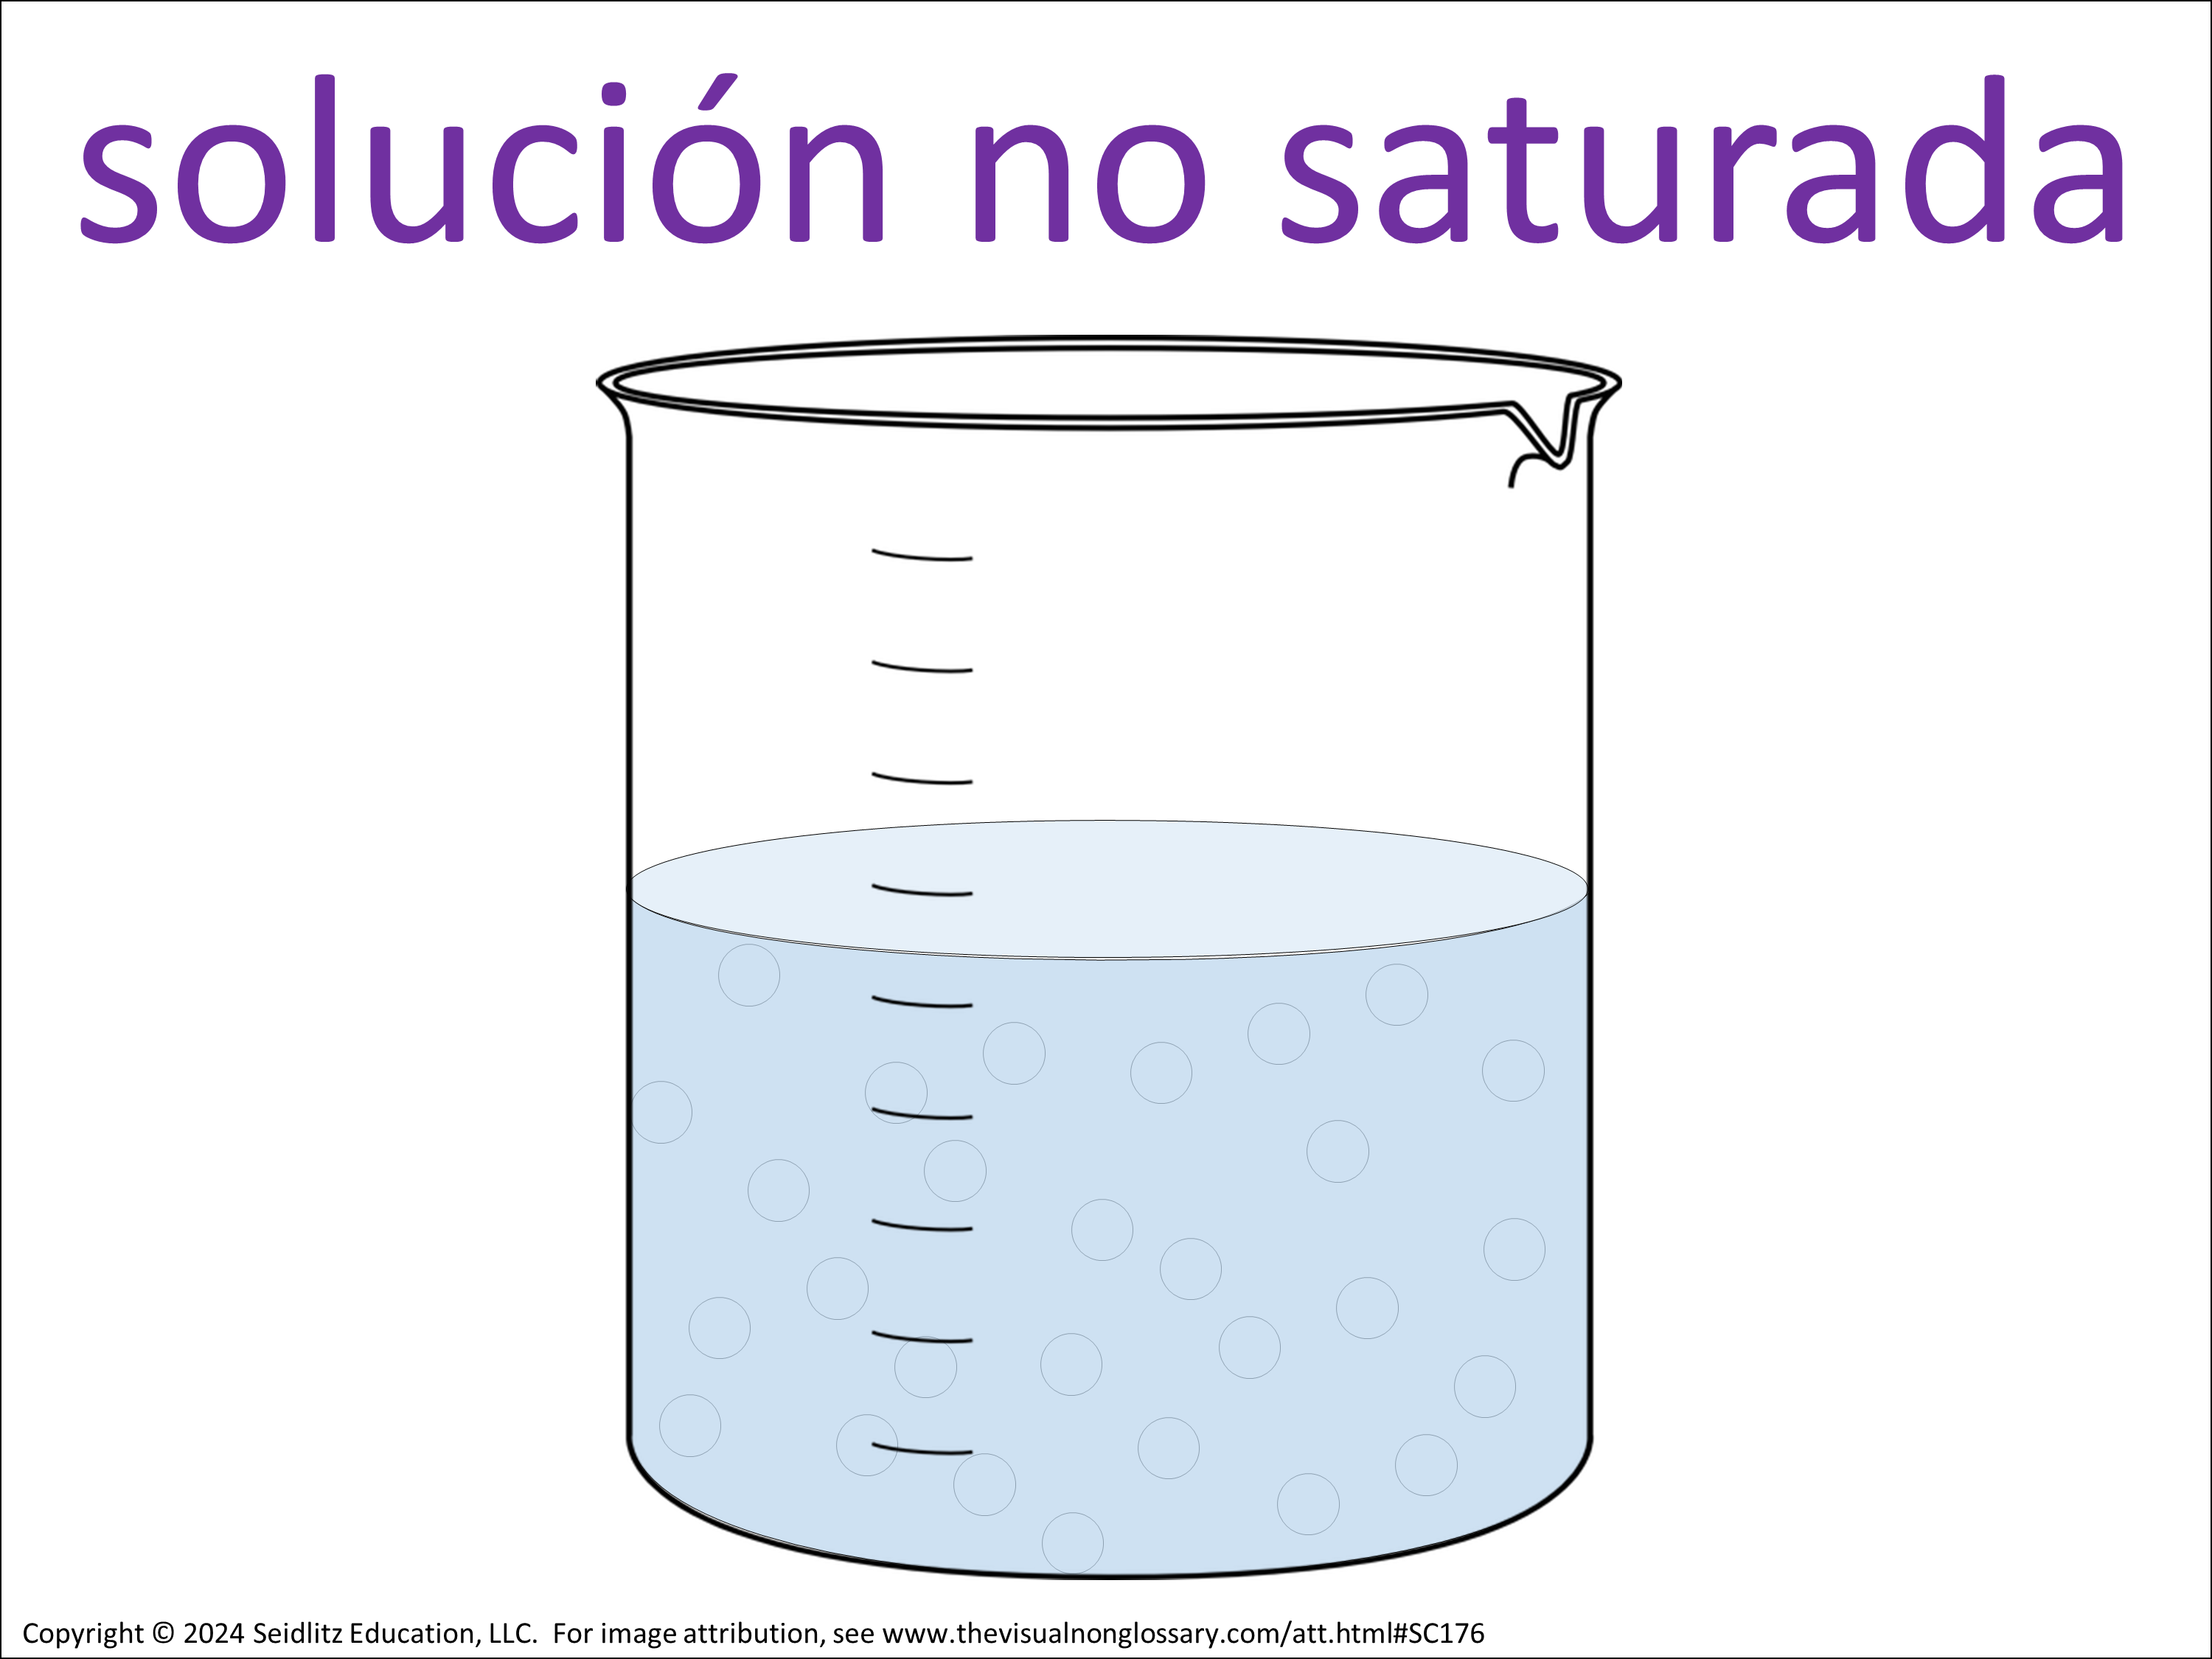 solución no saturada
Copyright © 2024 Seidlitz Education, LLC.  For image attribution, see www.thevisualnonglossary.com/att.html#SC176